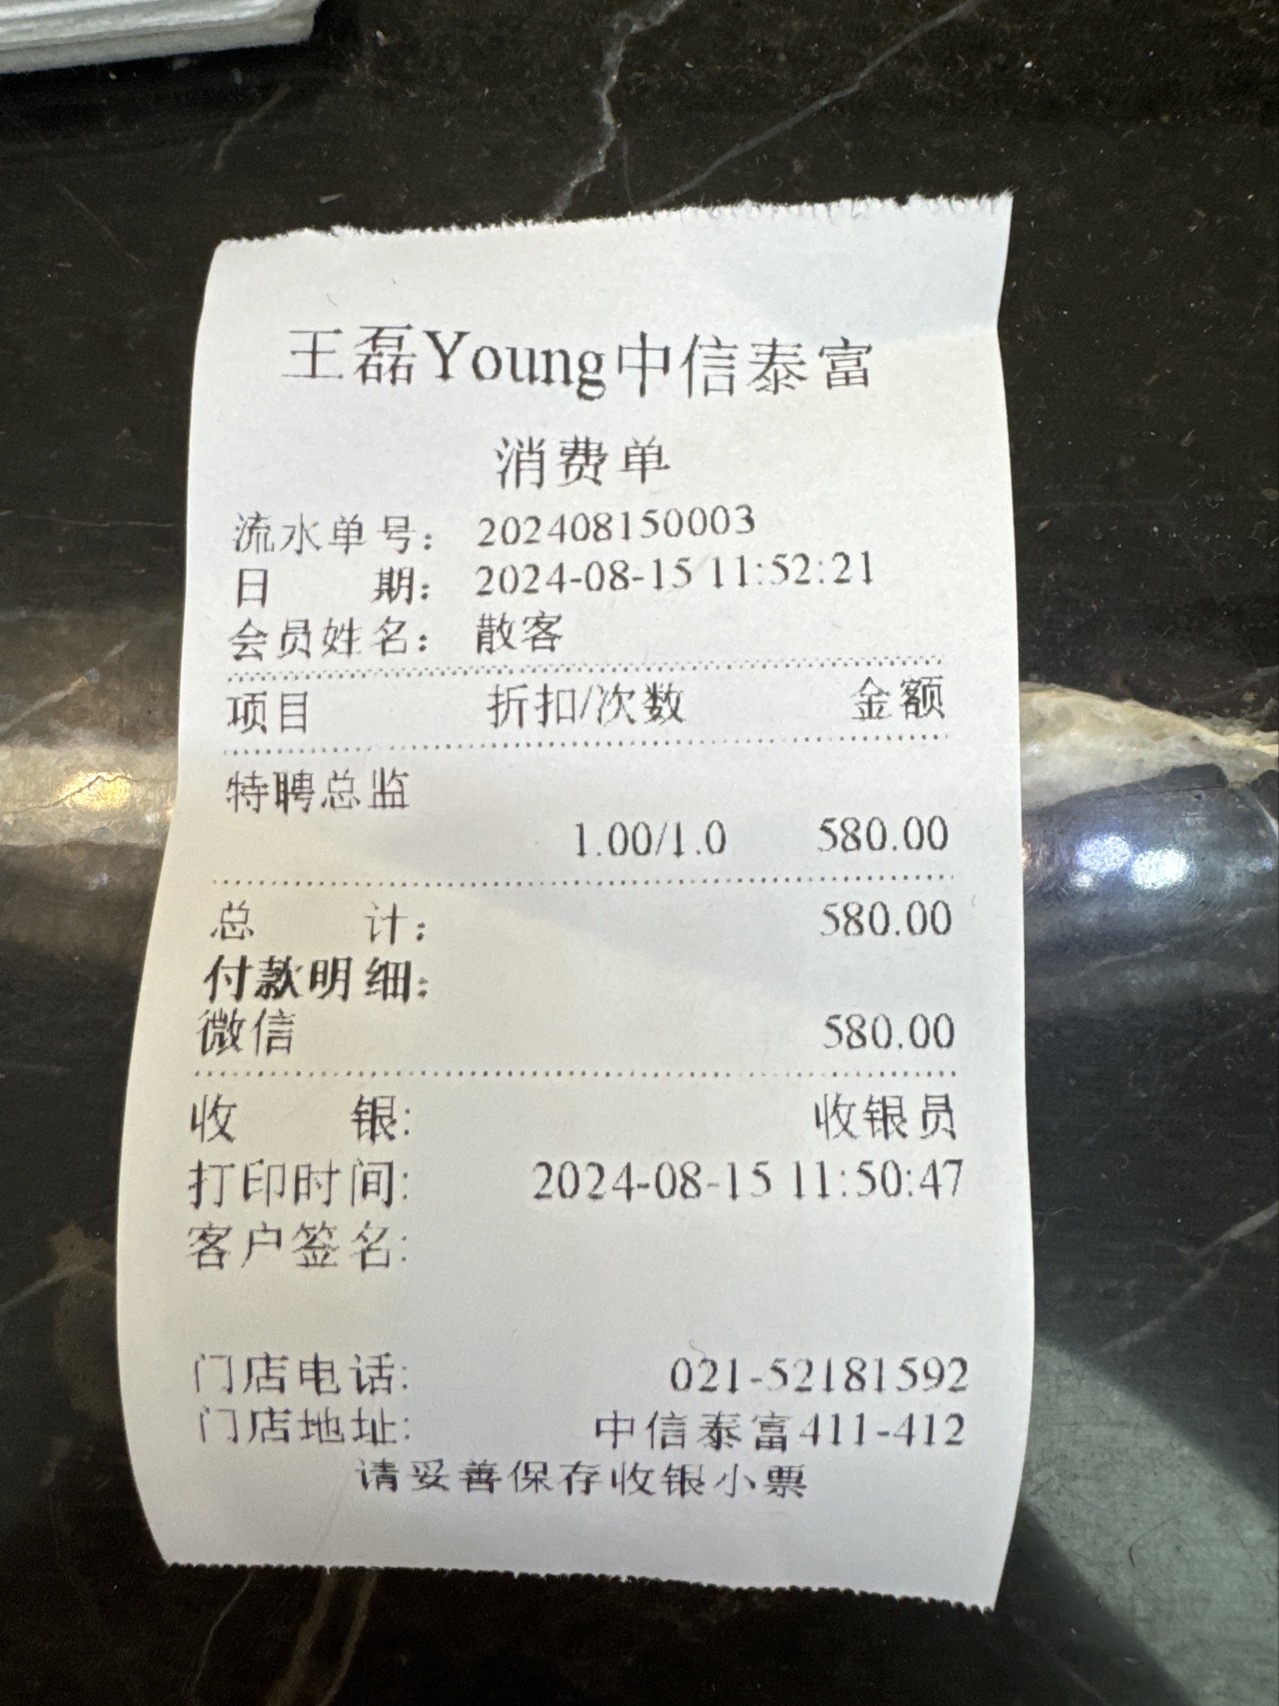 王磊Young中信泰富
消费单
流水单号： 202408150003
日 期： 2024-08-15 11:52:21
会员姓名： 散客
项目 折扣/次数 金额
特聘总监
1.00/1.0 580.00
总 计： 580.00
付款明细：
微信 580.00
收 银: 收银员
打印时间: 2024-08-15 11:50:47
客户签名:
门店电话: 021-52181592
门店地址: 中信泰富411-412
请妥善保存收银小票